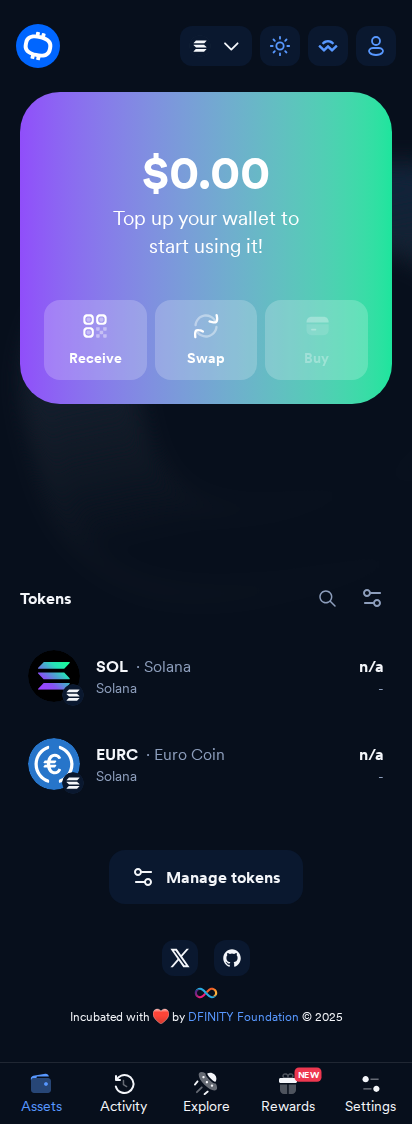 $0.00
Top up your wallet to
start using it!
Receive
Swap
Buy
Tokens
SOL · Solana
n/a
Solana
-
EURC · Euro Coin
n/a
Solana
-
Manage tokens
Incubated with ❤️ by DFINITY Foundation © 2025
NEW
Assets
Activity
Explore
Rewards
Settings